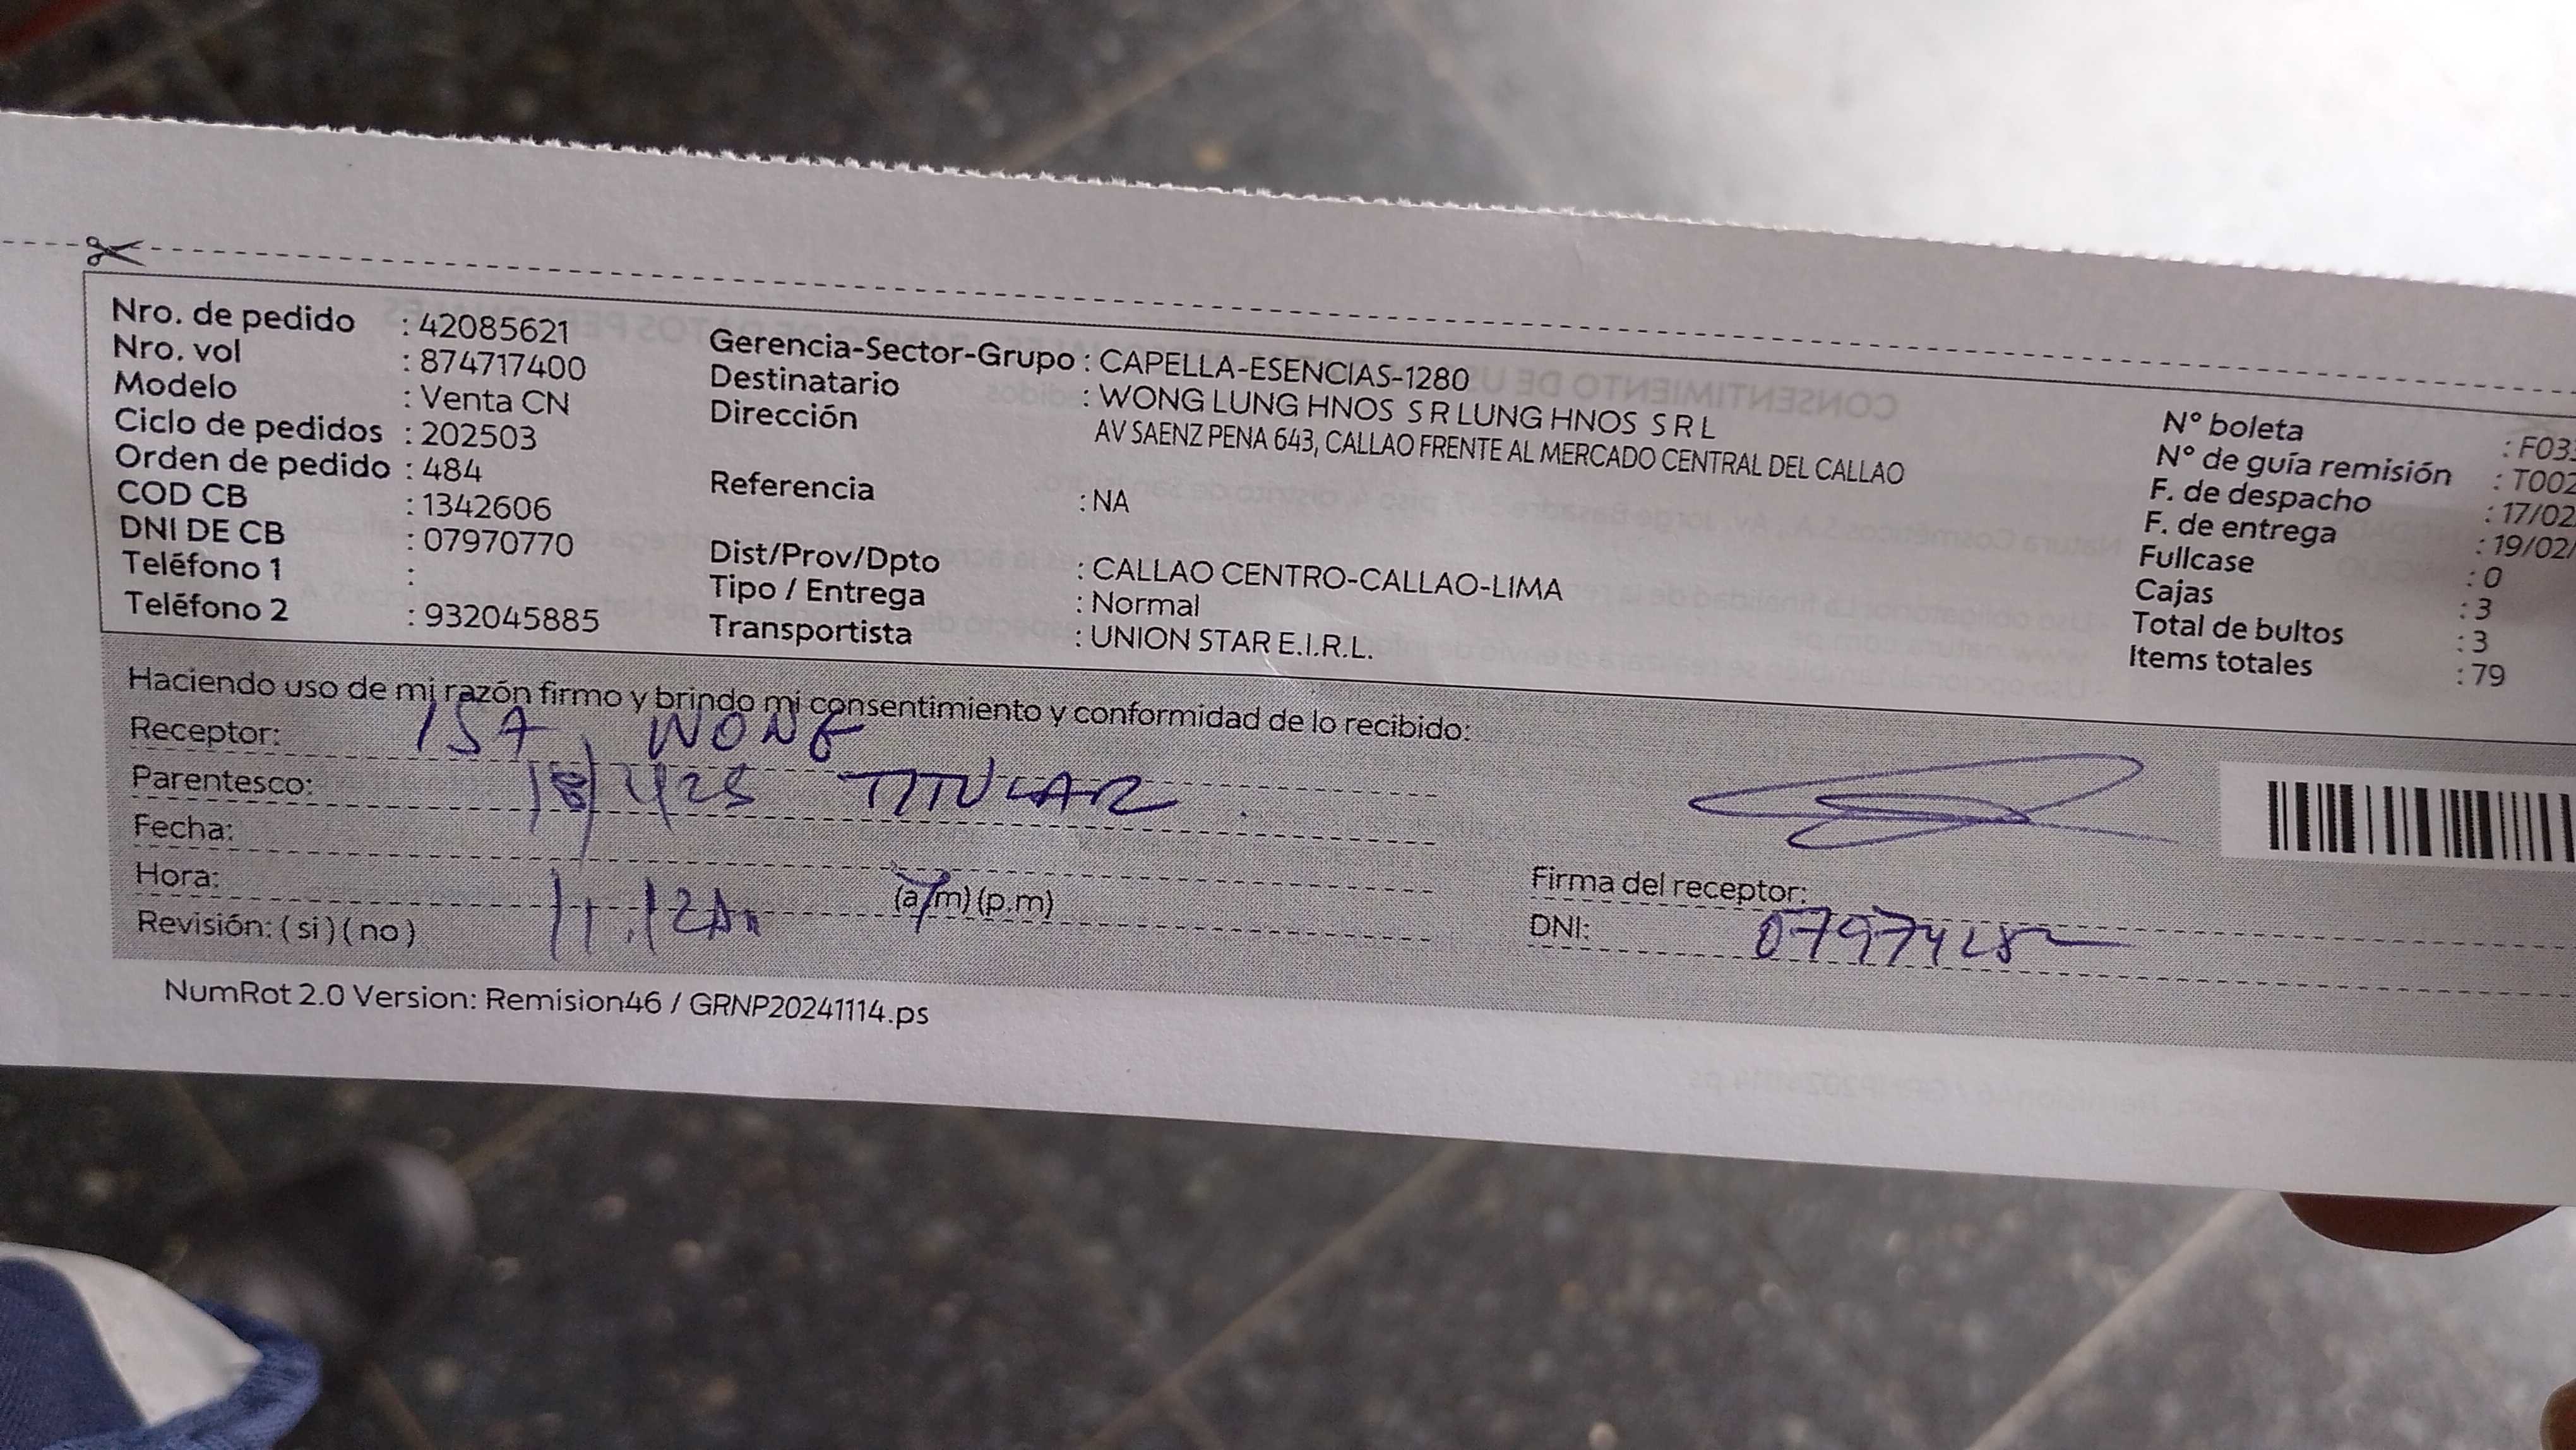 Nro. de pedido : 42085621
Nro. vol : 874717400
Modelo : Venta CN
Ciclo de pedidos : 202503
Orden de pedido : 484
COD CB : 1342606
DNI DE CB : 07970770
Teléfono 1 :
Teléfono 2 : 932045885
Gerencia-Sector-Grupo : CAPELLA-ESENCIAS-1280
Destinatario : WONG LUNG HNOS S R LUNG HNOS S R L
Dirección AV SAENZ PENA 643, CALLAO FRENTE AL MERCADO CENTRAL DEL CALLAO
Referencia : NA
Dist/Prov/Dpto : CALLAO CENTRO-CALLAO-LIMA
Tipo / Entrega : Normal
Transportista : UNION STAR E.I.R.L.
N° boleta : F03
N° de guía remisión : T002
F. de despacho : 17/02
F. de entrega : 19/02/
Fullcase : 0
Cajas : 3
Total de bultos : 3
Items totales : 79
Haciendo uso de mi razón firmo y brindo mi consentimiento y conformidad de lo recibido:
Receptor: ISA WONG
Parentesco: TITULAR
Fecha:
Hora: 11.12Am (a.m) (p.m)
Revisión: ( si ) ( no )
Firma del receptor:
DNI:
NumRot 2.0 Version: Remision46 / GRNP20241114.ps